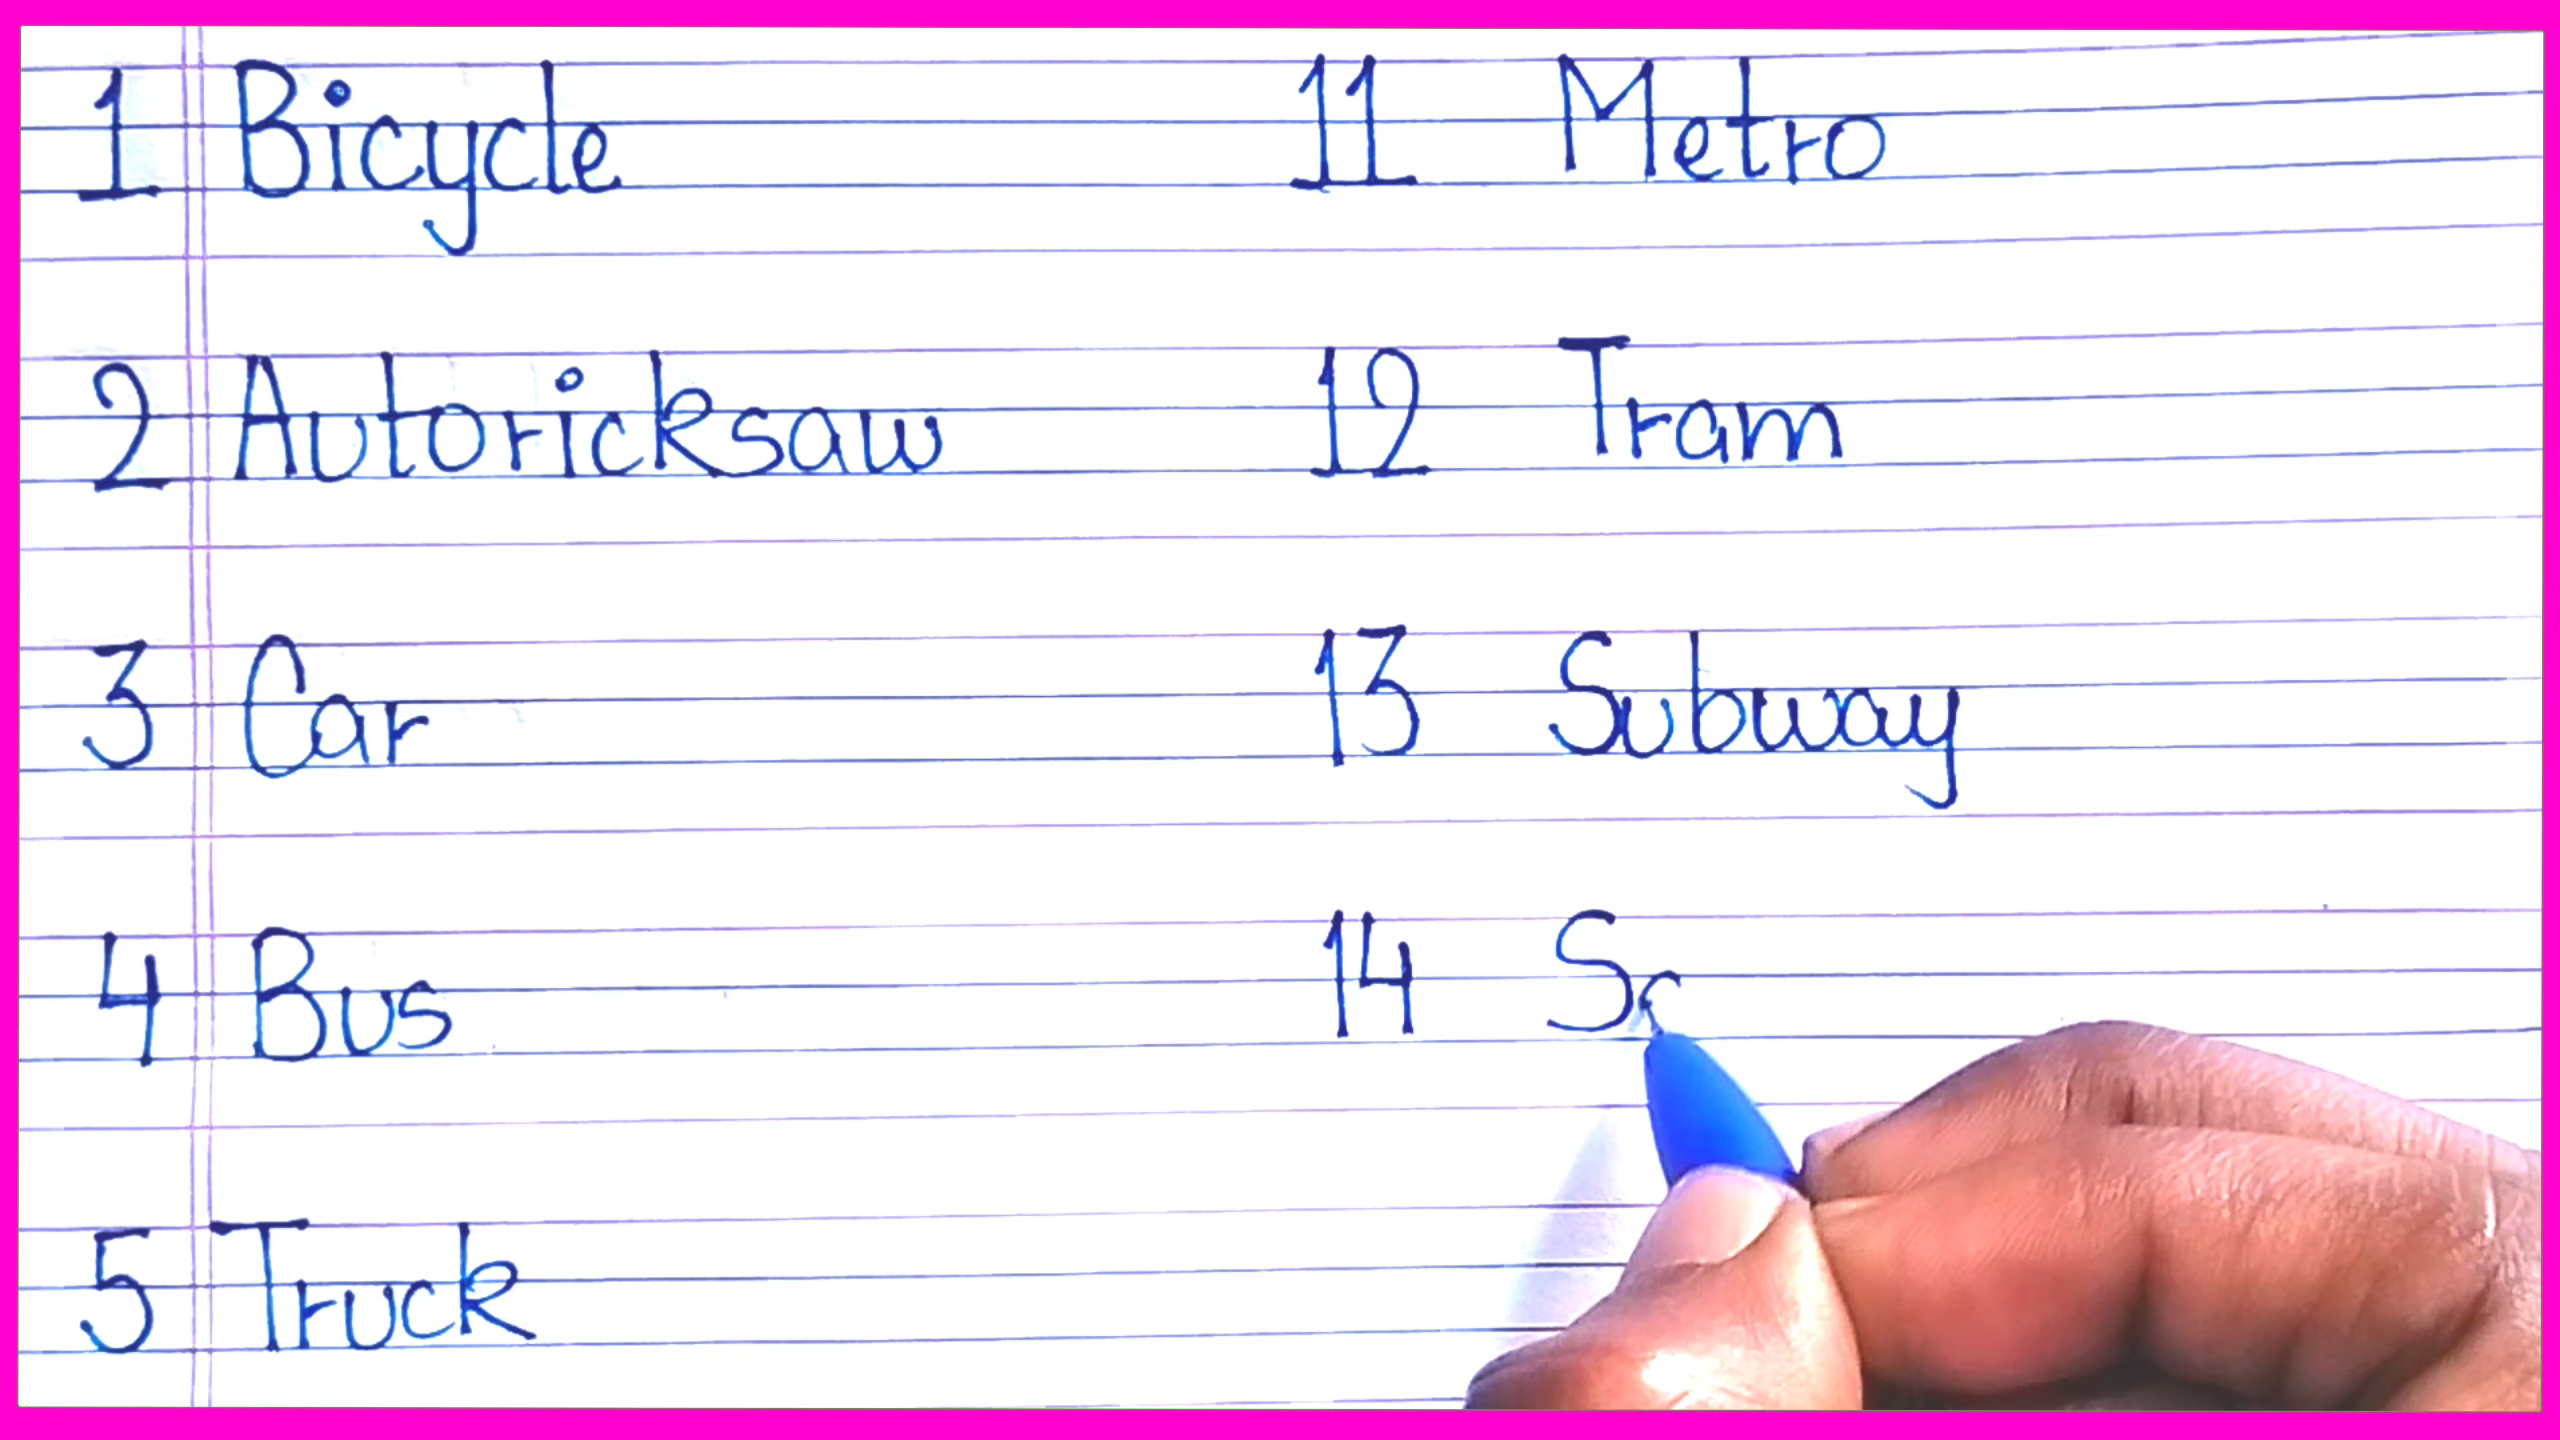 1 Bicycle
2 Autoricksaw
3 Car
4 Bus
5 Truck
11 Metro
12 Tram
13 Subway
14 Sc